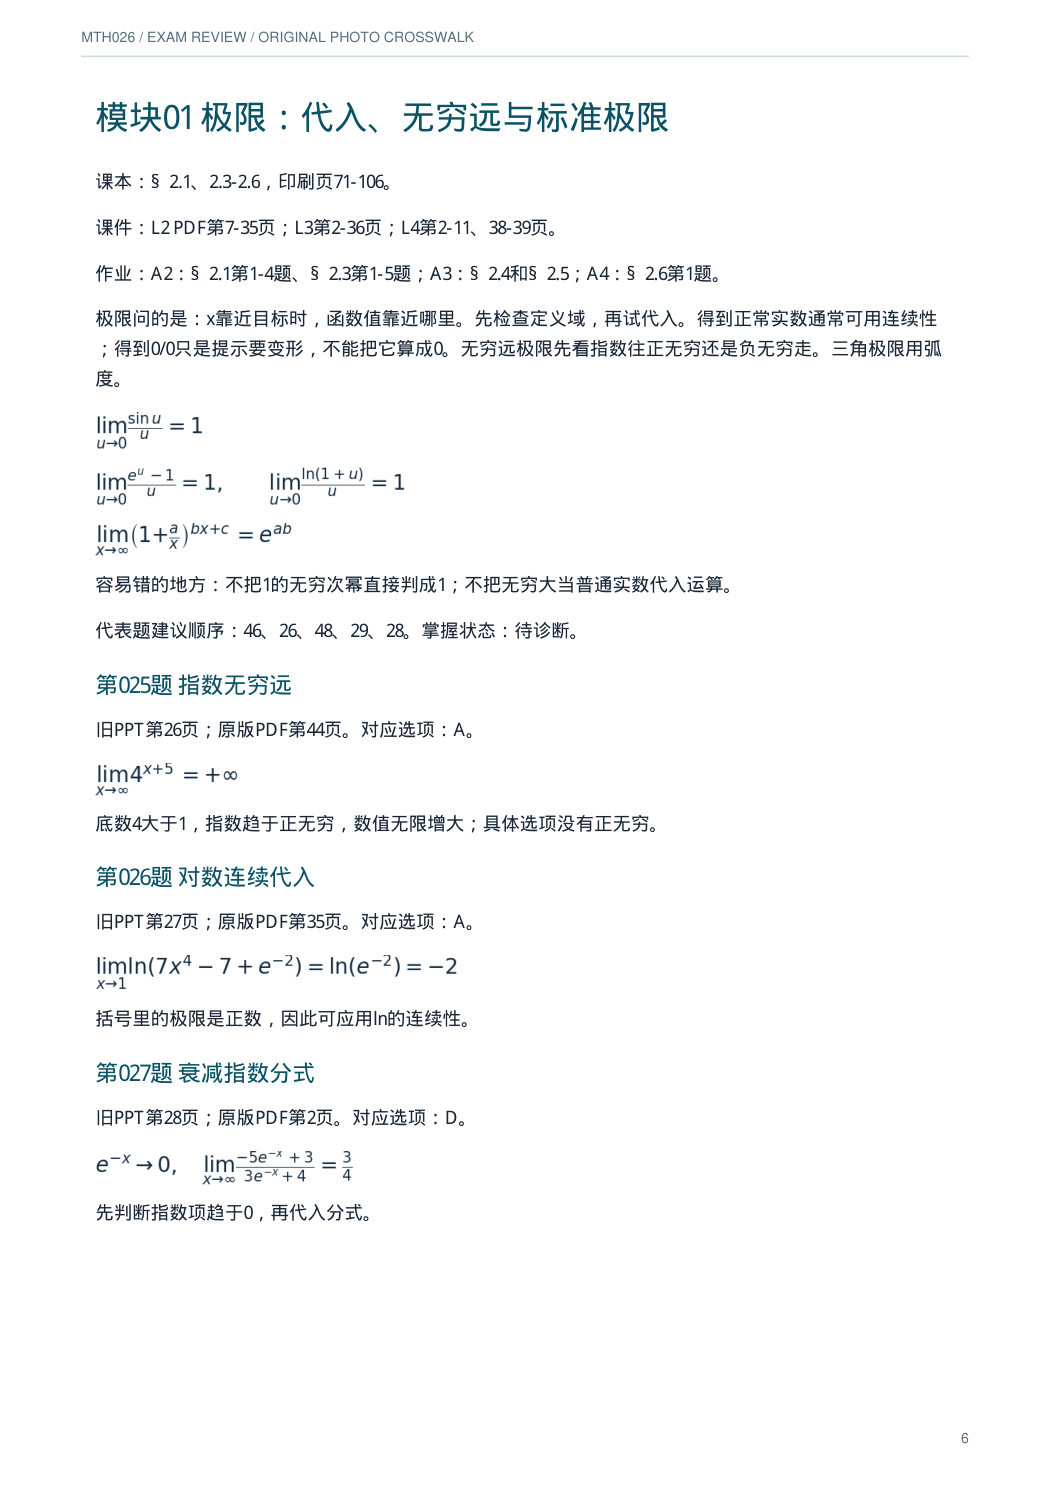 MTH026 / EXAM REVIEW / ORIGINAL PHOTO CROSSWALK
模块01 极限：代入、无穷远与标准极限
课本：§ 2.1、2.3-2.6，印刷页71-106。
课件：L2 PDF第7-35页；L3第2-36页；L4第2-11、38-39页。
作业：A2：§ 2.1第1-4题、§ 2.3第1-5题；A3：§ 2.4和§ 2.5；A4：§ 2.6第1题。
极限问的是：x靠近目标时，函数值靠近哪里。先检查定义域，再试代入。得到正常实数通常可用连续性
；得到0/0只是提示要变形，不能把它算成0。无穷远极限先看指数往正无穷还是负无穷走。三角极限用弧
度。
lim_{u→0} \frac{sin u}{u} = 1
lim_{u→0} \frac{e^u − 1}{u} = 1, lim_{u→0} \frac{ln(1 + u)}{u} = 1
lim_{x→∞} (1+\frac{a}{x})^{bx+c} = e^{ab}
容易错的地方：不把1的无穷次幂直接判成1；不把无穷大当普通实数代入运算。
代表题建议顺序：46、26、48、29、28。掌握状态：待诊断。
第025题 指数无穷远
旧PPT第26页；原版PDF第44页。对应选项：A。
lim_{x→∞} 4^{x+5} = +∞
底数4大于1，指数趋于正无穷，数值无限增大；具体选项没有正无穷。
第026题 对数连续代入
旧PPT第27页；原版PDF第35页。对应选项：A。
lim_{x→1} ln(7x^4 − 7 + e^{−2}) = ln(e^{−2}) = −2
括号里的极限是正数，因此可应用ln的连续性。
第027题 衰减指数分式
旧PPT第28页；原版PDF第2页。对应选项：D。
e^{−x} → 0, lim_{x→∞} \frac{−5e^{−x} + 3}{3e^{−x} + 4} = \frac{3}{4}
先判断指数项趋于0，再代入分式。
6